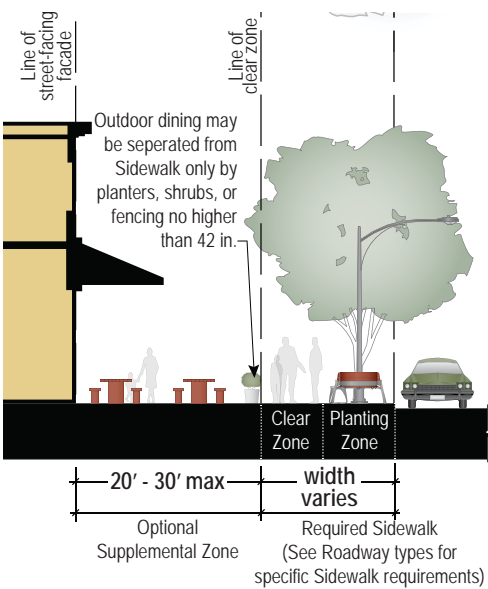 Line of
street-facing
facade
Line of
clear zone
Outdoor dining may
be seperated from
Sidewalk only by
planters, shrubs, or
fencing no higher
than 42 in.
Clear
Zone
Planting
Zone
20' - 30' max
width
varies
Optional
Supplemental Zone
Required Sidewalk
(See Roadway types for
specific Sidewalk requirements)